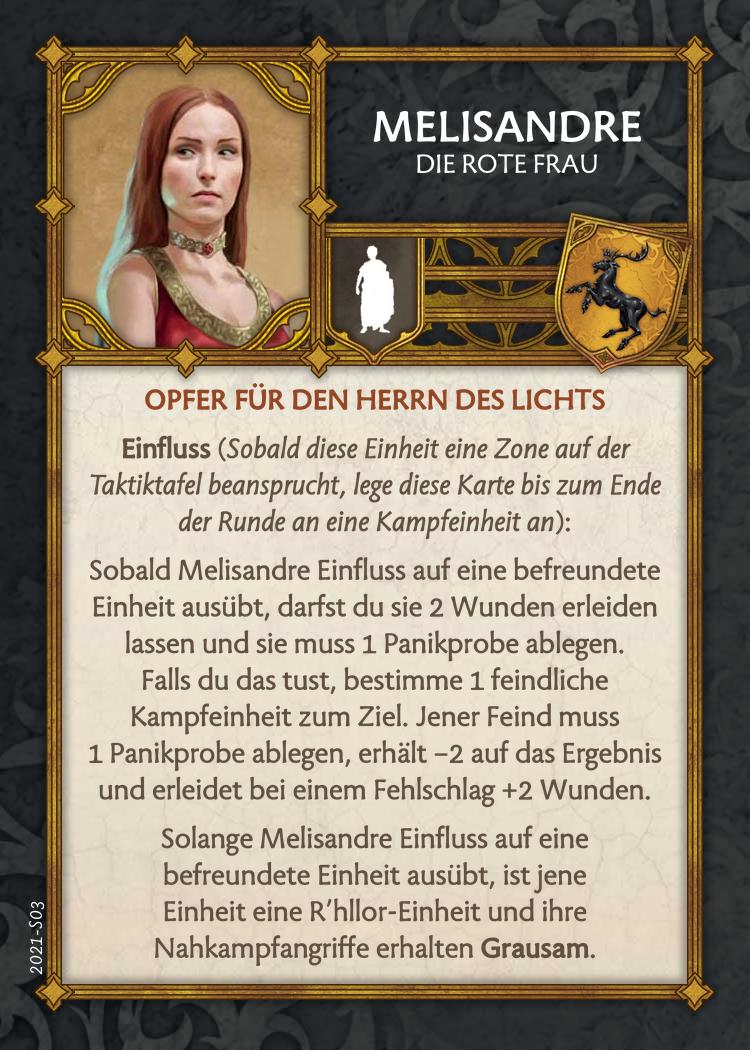 MELISANDRE
DIE ROTE FRAU
OPFER FÜR DEN HERRN DES LICHTS
Einfluss (Sobald diese Einheit eine Zone auf der
Taktiktafel beansprucht, lege diese Karte bis zum Ende
der Runde an eine Kampfeinheit an):
Sobald Melisandre Einfluss auf eine befreundete
Einheit ausübt, darfst du sie 2 Wunden erleiden
lassen und sie muss 1 Panikprobe ablegen.
Falls du das tust, bestimme 1 feindliche
Kampfeinheit zum Ziel. Jener Feind muss
1 Panikprobe ablegen, erhält –2 auf das Ergebnis
und erleidet bei einem Fehlschlag +2 Wunden.
Solange Melisandre Einfluss auf eine
befreundete Einheit ausübt, ist jene
Einheit eine R’hllor-Einheit und ihre
Nahkampfangriffe erhalten Grausam.
2021-S03